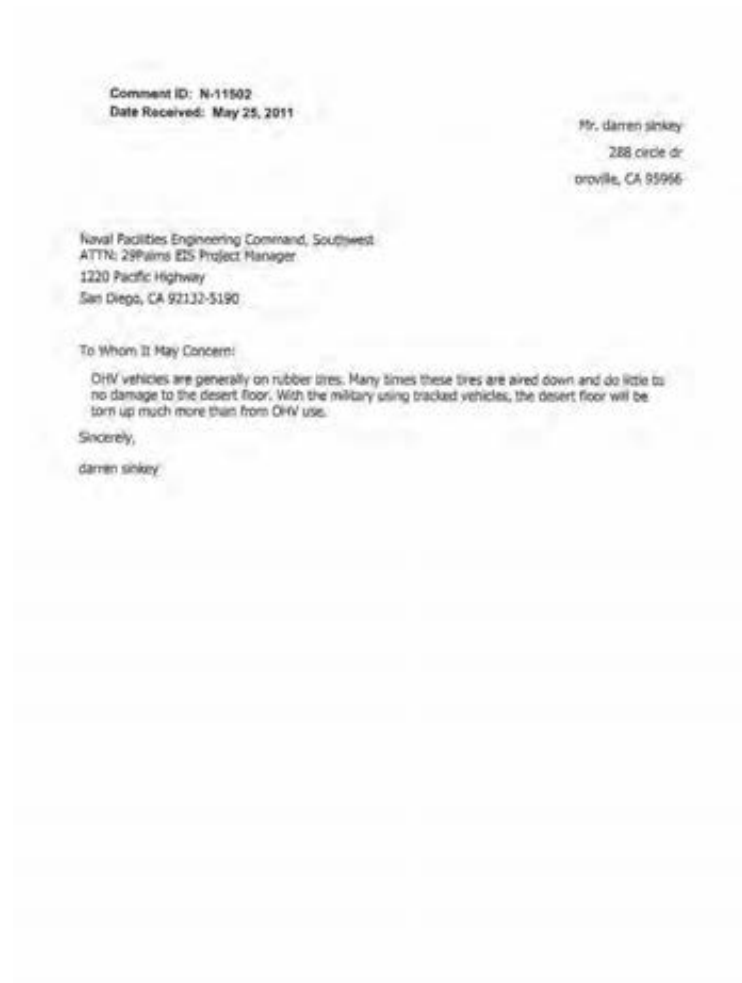 Comment ID: N-11502
Date Received: May 25, 2011
Mr. darren sinkey
288 circle dr
oroville, CA 95966
Naval Facilities Engineering Command, Southwest
ATTN: 29Palms EIS Project Manager
1220 Pacific Highway
San Diego, CA 92132-5190
To Whom It May Concern:
OHV vehicles are generally on rubber tires. Many times these tires are aired down and do little to
no damage to the desert floor. With the military using tracked vehicles, the desert floor will be
torn up much more than from OHV use.
Sincerely,
darren sinkey